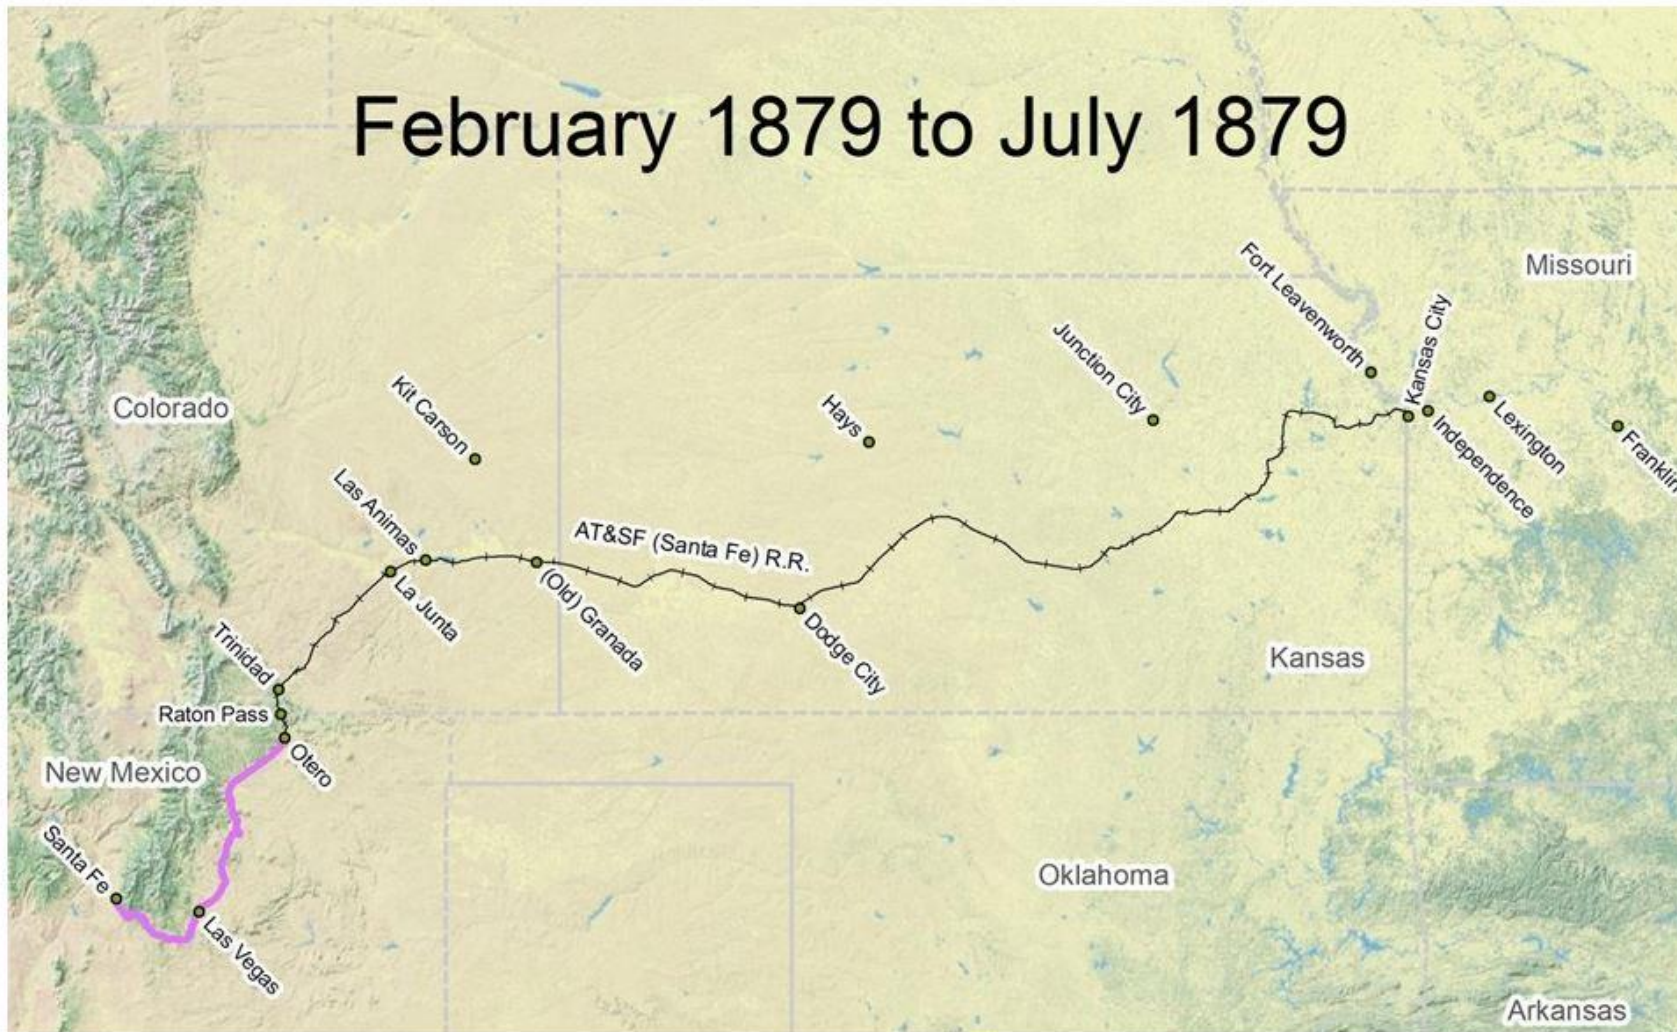 February 1879 to July 1879
Missouri
Fort Leavenworth
Kansas City
Junction City
Kit Carson
Colorado
Hays
Lexington
Independence
Franklin
Las Animas
AT&SF (Santa Fe) R.R.
La Junta
(Old) Granada
Dodge City
Trinidad
Kansas
Raton Pass
Otero
New Mexico
Santa Fe
Las Vegas
Oklahoma
Arkansas